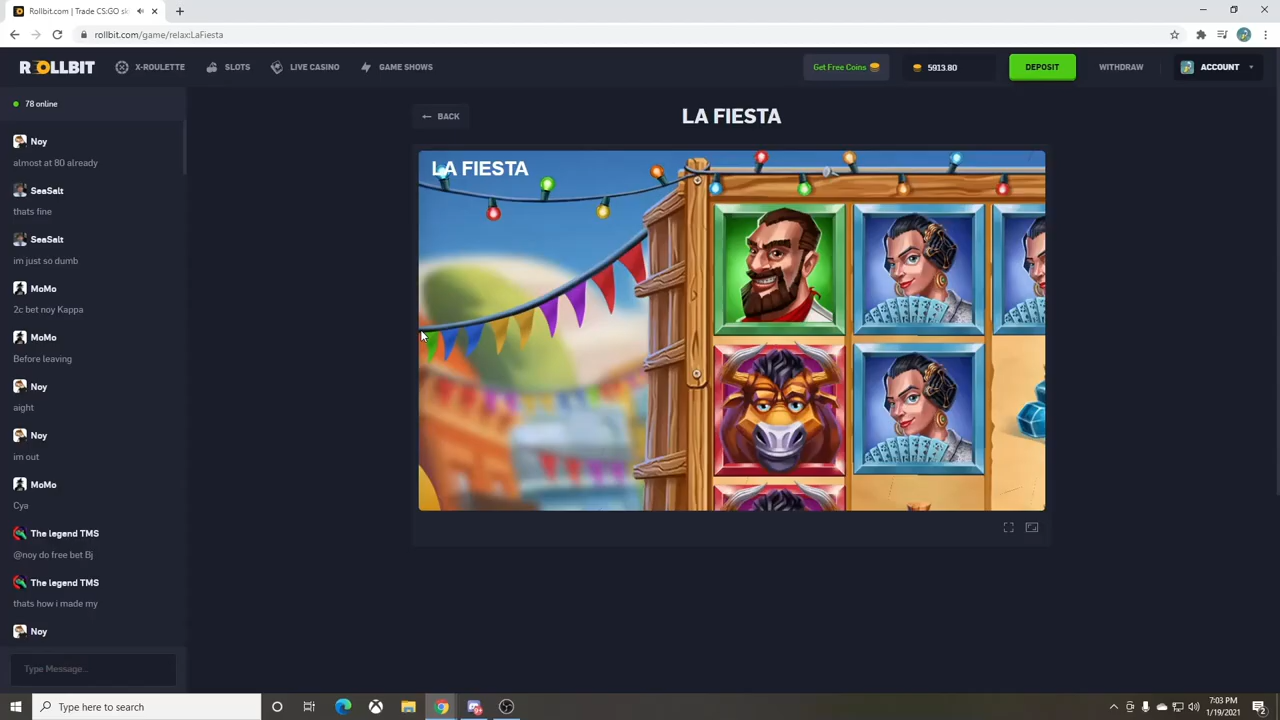 Rollbit.com | Trade CS:GO sk
rollbit.com/game/relax:LaFiesta
ROLLBIT
X-ROULETTE
SLOTS
LIVE CASINO
GAME SHOWS
Get Free Coins
5913.80
DEPOSIT
WITHDRAW
ACCOUNT
78 online
BACK
LA FIESTA
LA FIESTA
Noy
almost at 80 already
SeaSalt
thats fine
SeaSalt
im just so dumb
MoMo
2c bet noy Kappa
MoMo
Before leaving
Noy
aight
Noy
im out
MoMo
Cya
The legend TMS
@noy do free bet Bj
The legend TMS
thats how i made my
Noy
Type Message...
Type here to search
7:03 PM
1/19/2021
2